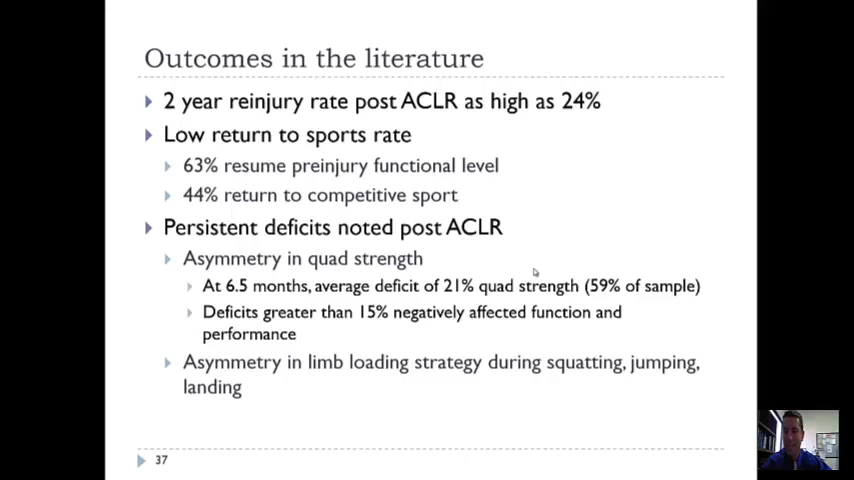 Outcomes in the literature
2 year reinjury rate post ACLR as high as 24%
Low return to sports rate
63% resume preinjury functional level
44% return to competitive sport
Persistent deficits noted post ACLR
Asymmetry in quad strength
At 6.5 months, average deficit of 21% quad strength (59% of sample)
Deficits greater than 15% negatively affected function and
performance
Asymmetry in limb loading strategy during squatting, jumping,
landing
37